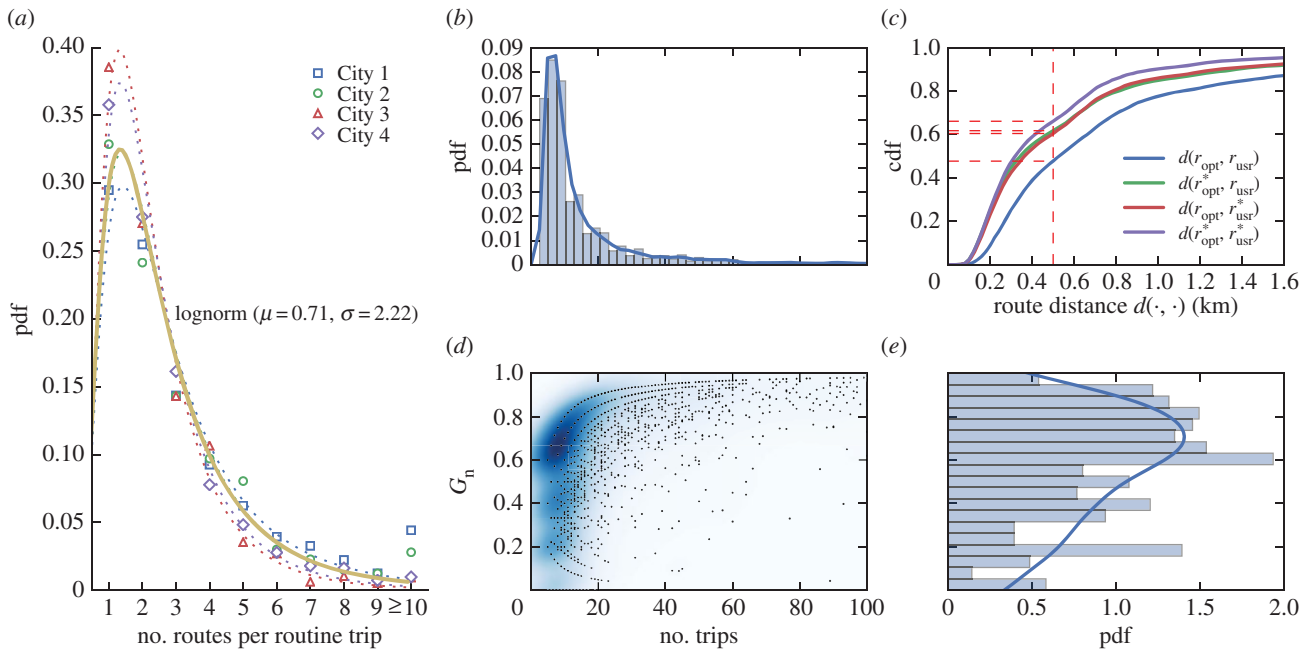 (a)
0.40
0.35
0.30
0.25
0.20
0.15
0.10
0.05
0
pdf
City 1
City 2
City 3
City 4
lognorm (μ = 0.71, σ = 2.22)
1 2 3 4 5 6 7 8 9 ≥10
no. routes per routine trip
(b)
0.09
0.08
0.07
0.06
0.05
0.04
0.03
0.02
0.01
0
pdf
20 40 60 80 100
(c)
1.0
0.8
0.6
0.4
0.2
cdf
d(r_opt, r_usr)
d(r*_opt, r_usr)
d(r_opt, r*_usr)
d(r*_opt, r*_usr)
0 0.2 0.4 0.6 0.8 1.0 1.2 1.4 1.6
route distance d(·, ·) (km)
(d)
1.0
0.8
0.6
0.4
0.2
G_n
0 20 40 60 80 100
no. trips
(e)
0 0.5 1.0 1.5 2.0
pdf